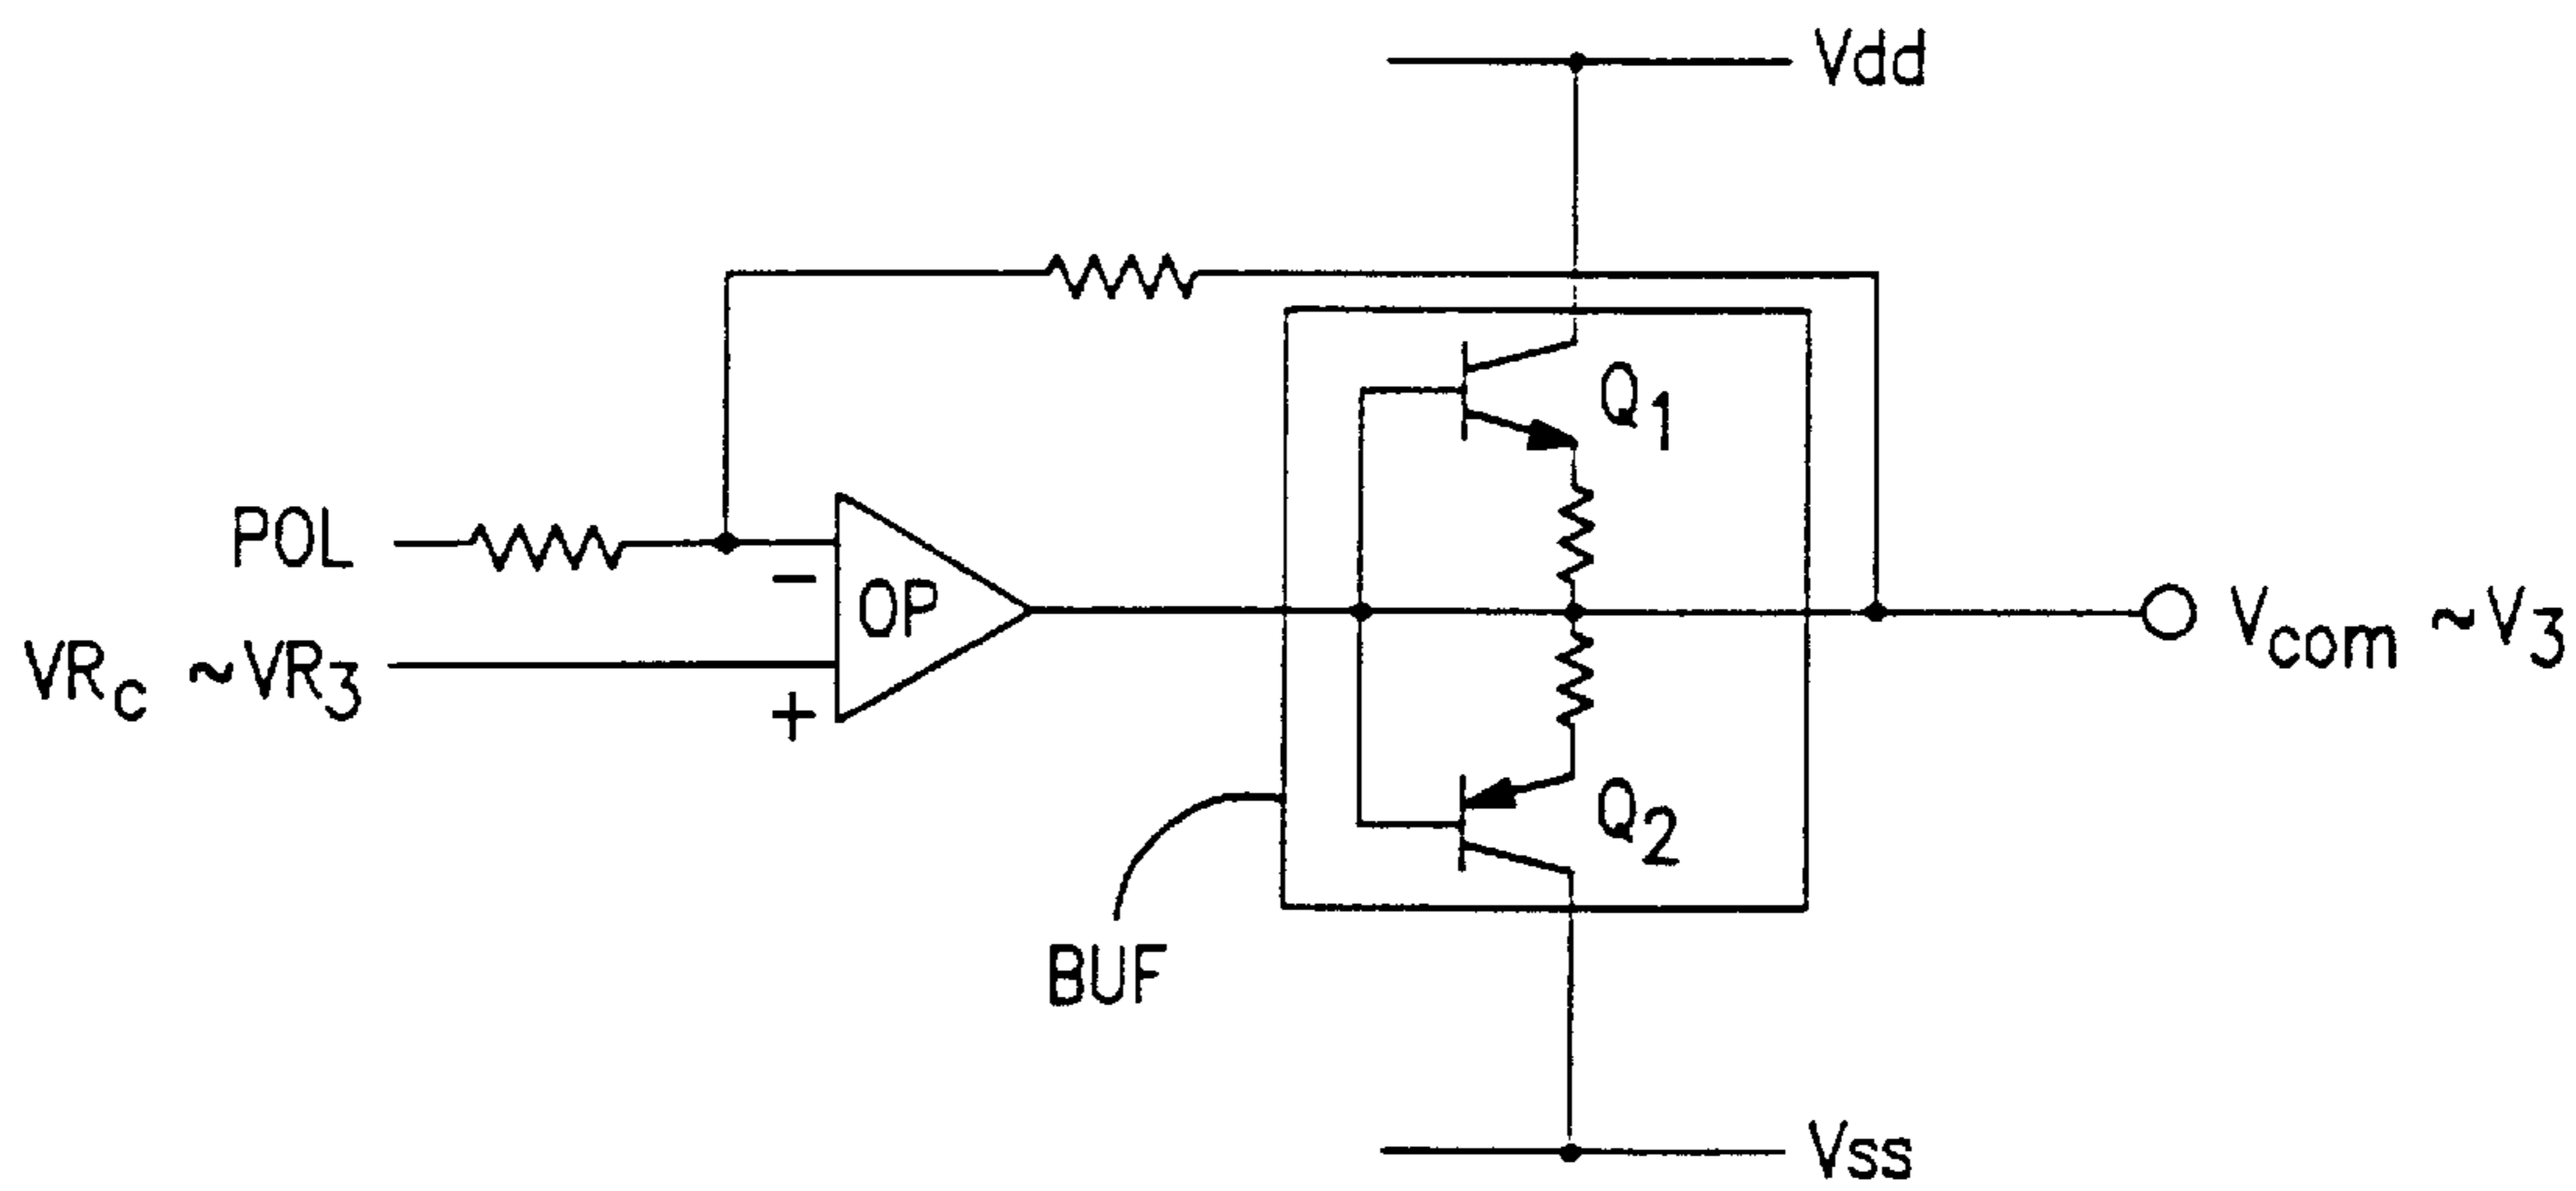 Vdd
Q1
POL
−
OP
VRc ~VR3
+
Vcom ~V3
Q2
BUF
Vss